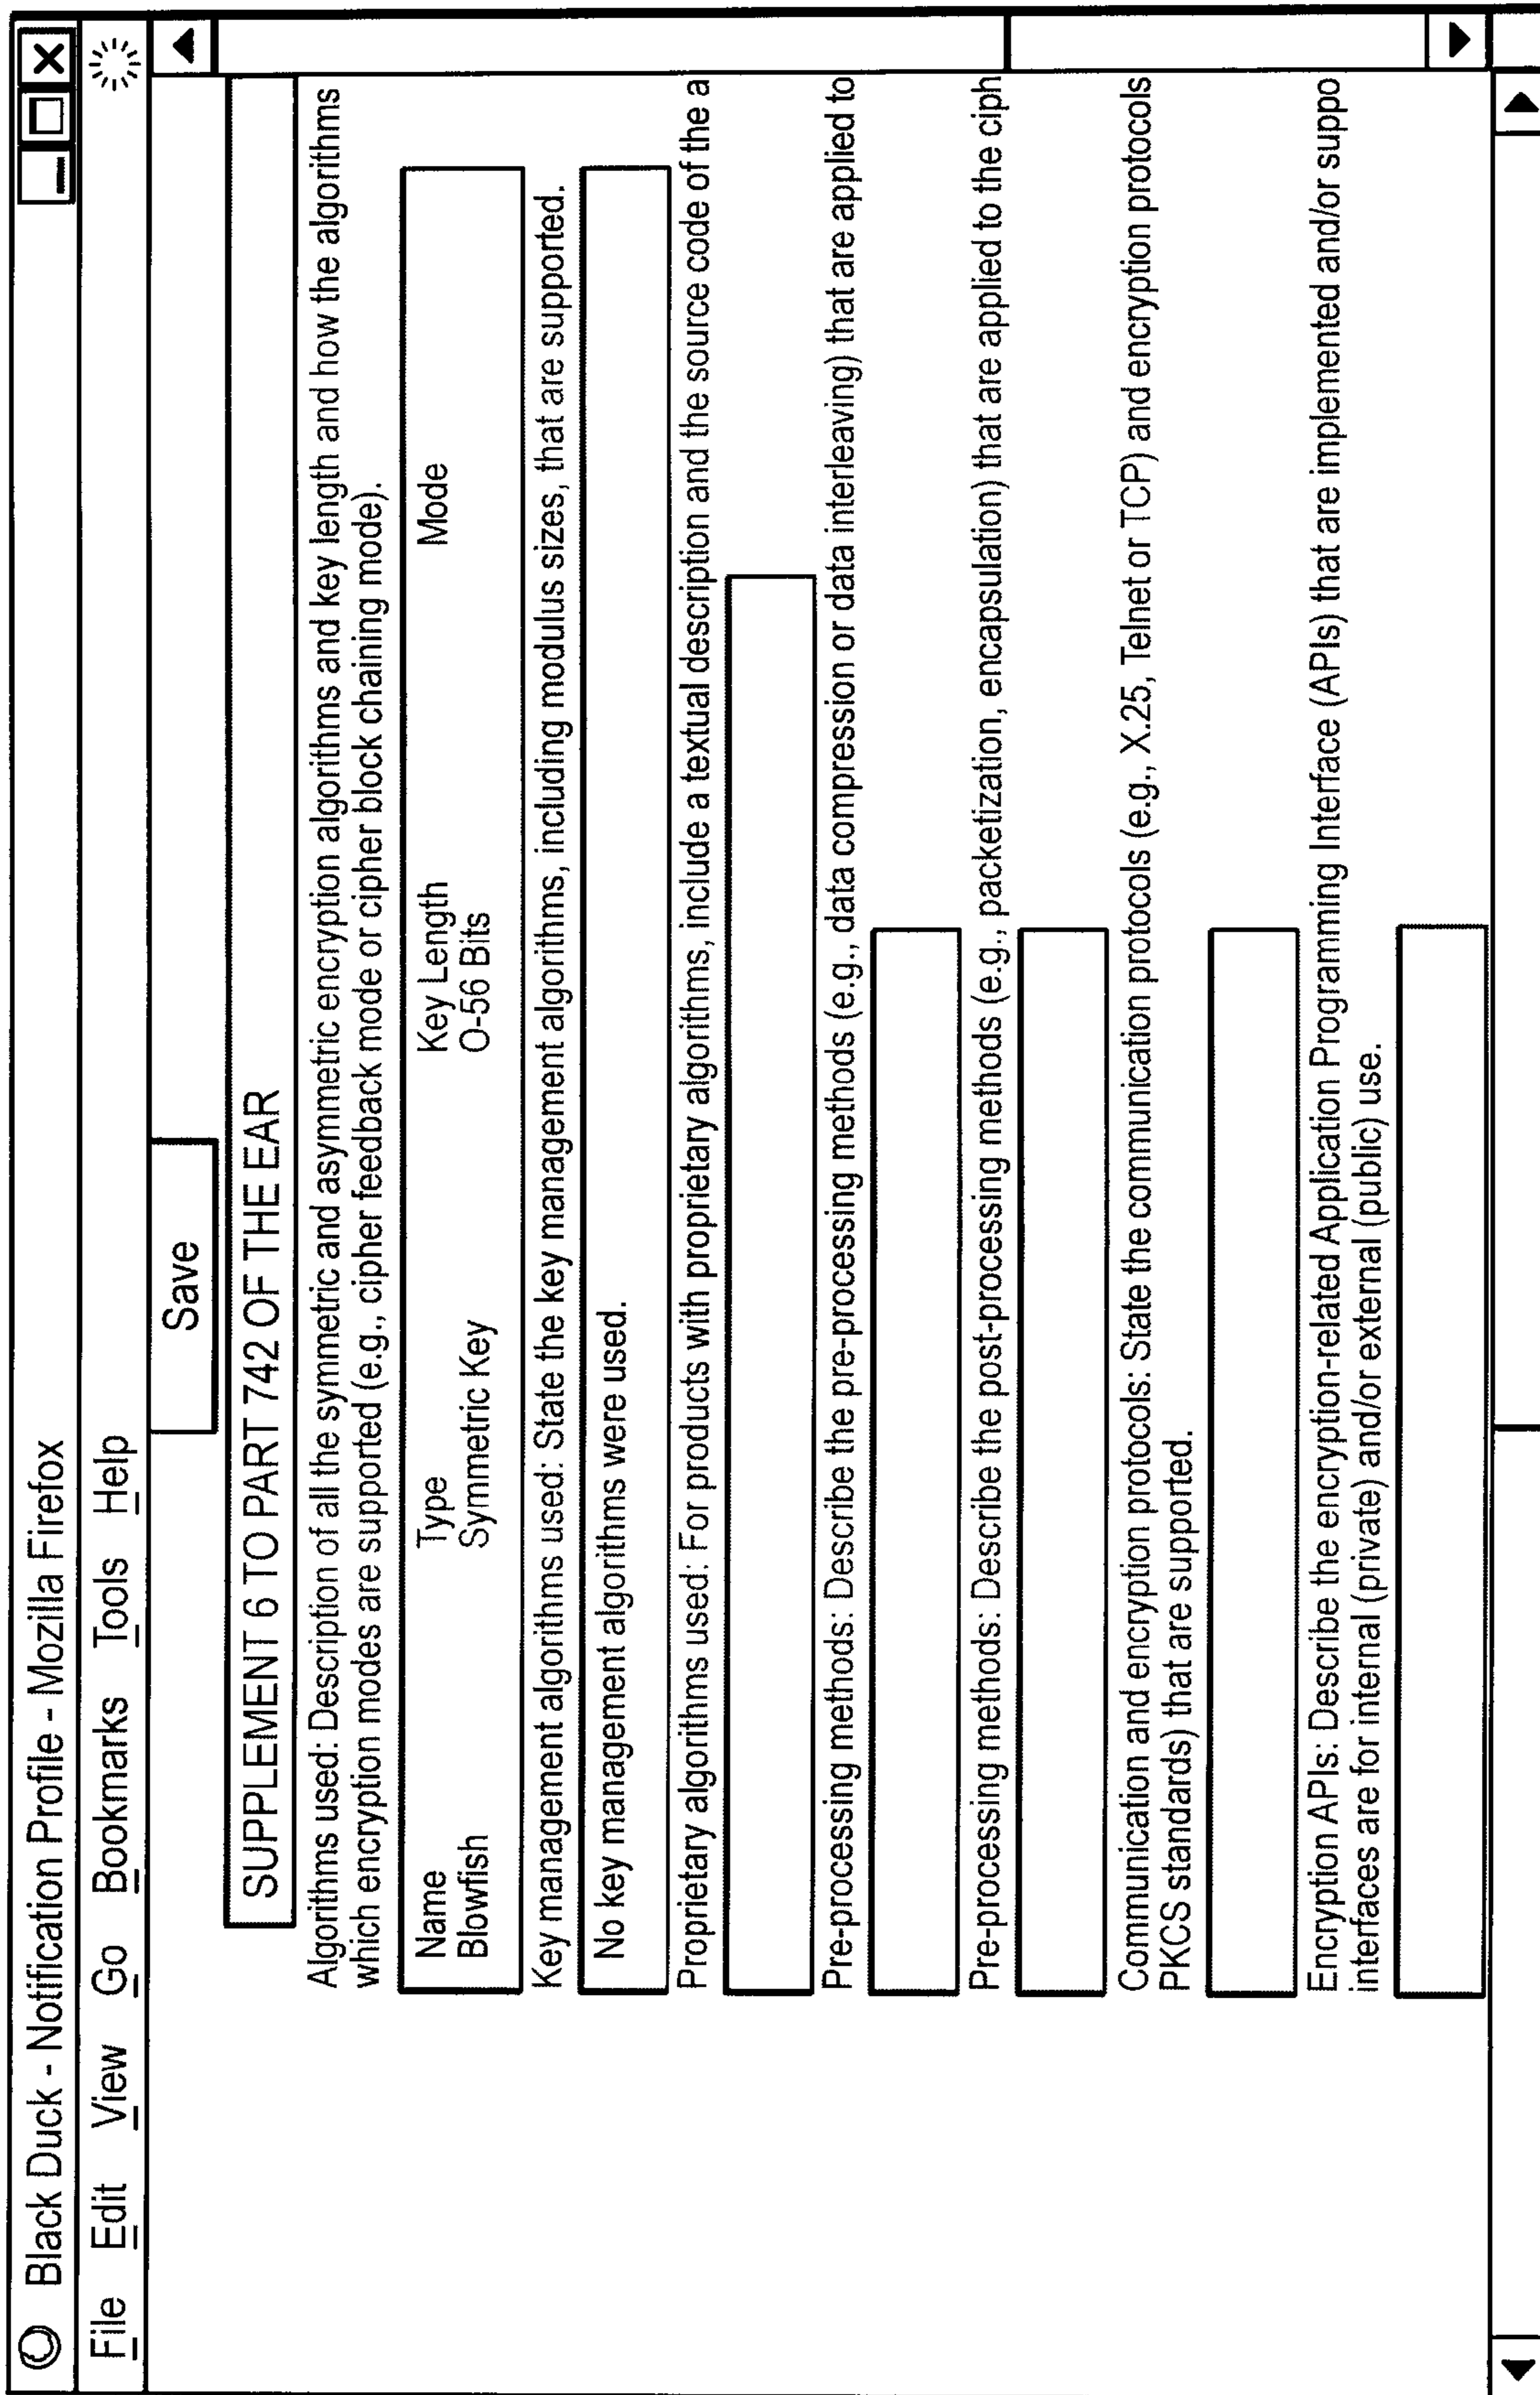 Black Duck - Notification Profile - Mozilla Firefox
File Edit View Go Bookmarks Tools Help
Save
SUPPLEMENT 6 TO PART 742 OF THE EAR
Algorithms used: Description of all the symmetric and asymmetric encryption algorithms and key length and how the algorithms
which encryption modes are supported (e.g., cipher feedback mode or cipher block chaining mode).
Name Type Key Length Mode
Blowfish Symmetric Key O-56 Bits
Key management algorithms used: State the key management algorithms, including modulus sizes, that are supported.
No key management algorithms were used.
Proprietary algorithms used: For products with proprietary algorithms, include a textual description and the source code of the a
Pre-processing methods: Describe the pre-processing methods (e.g., data compression or data interleaving) that are applied to
Pre-processing methods: Describe the post-processing methods (e.g., packetization, encapsulation) that are applied to the ciph
Communication and encryption protocols: State the communication protocols (e.g., X.25, Telnet or TCP) and encryption protocols
PKCS standards) that are supported.
Encryption APIs: Describe the encryption-related Application Programming Interface (APIs) that are implemented and/or suppo
interfaces are for internal (private) and/or external (public) use.